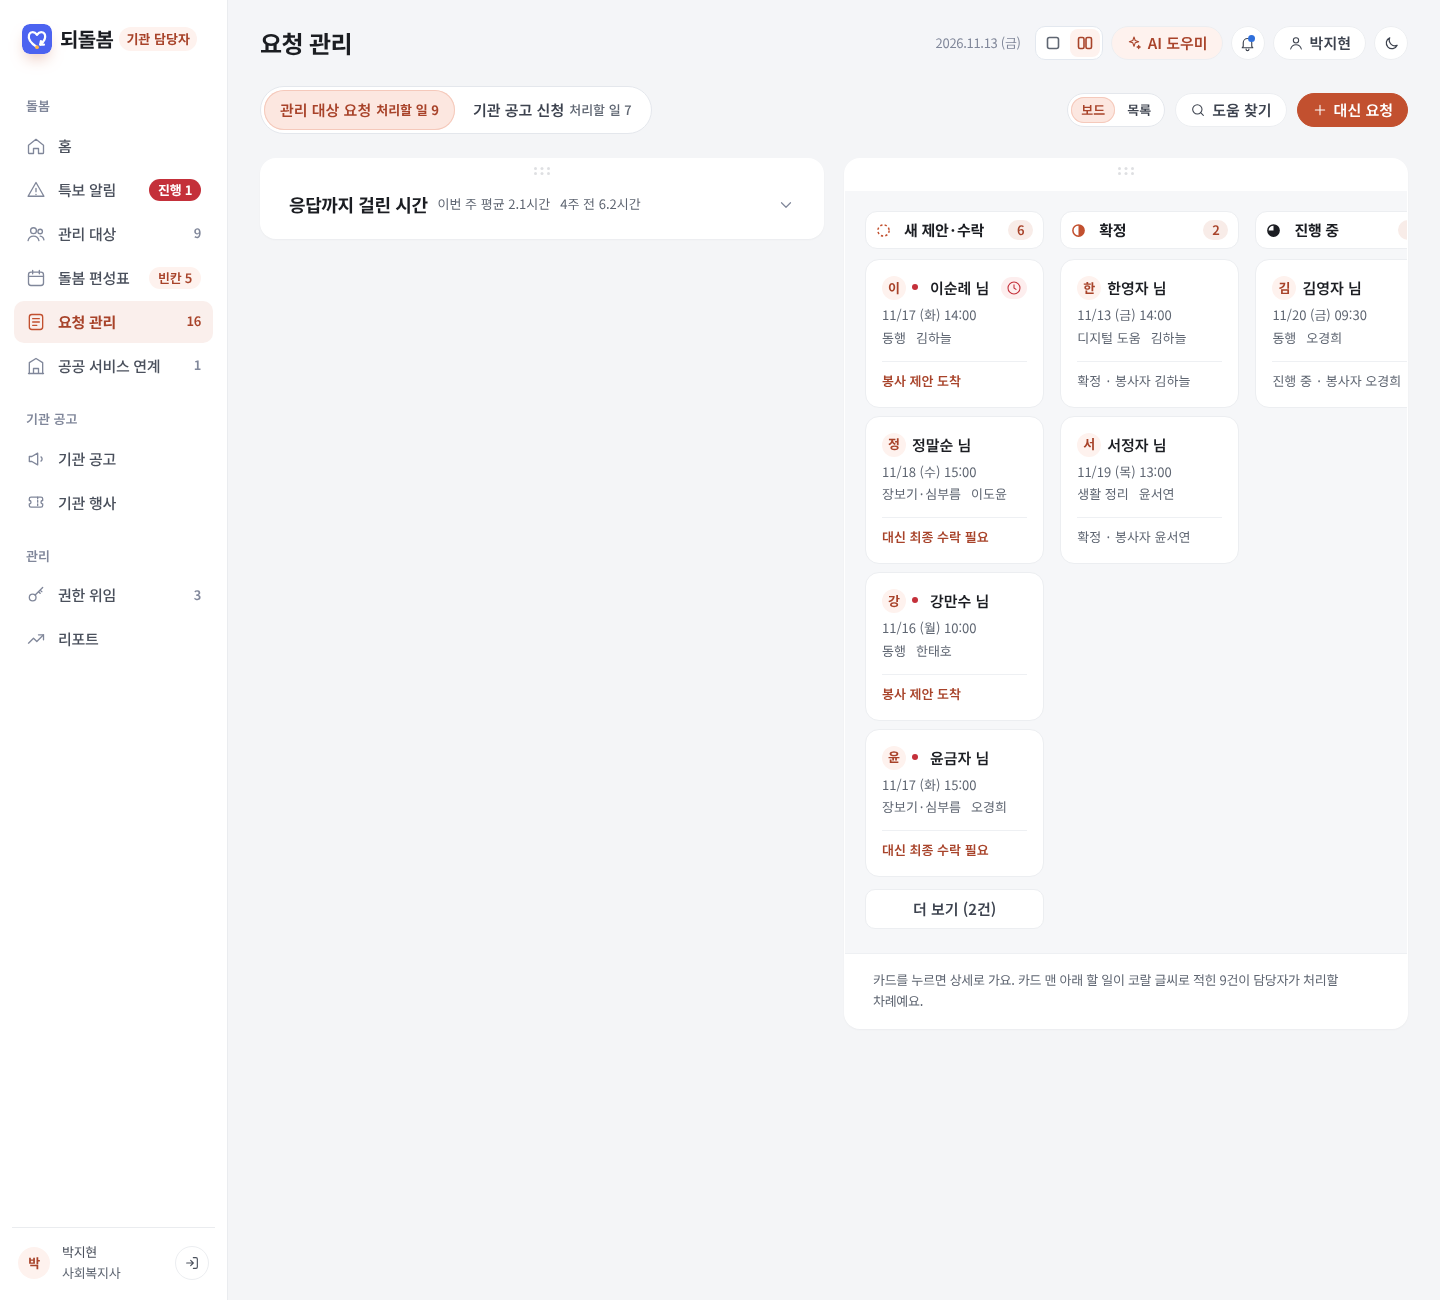 되돌봄 기관 담당자
돌봄
홈
특보 알림 진행 1
관리 대상 9
돌봄 편성표 빈칸 5
요청 관리 16
공공 서비스 연계 1
기관 공고
기관 공고
기관 행사
관리
권한 위임 3
리포트
박 박지현
사회복지사
요청 관리
2026.11.13 (금) AI 도우미 박지현
관리 대상 요청 처리할 일 9 기관 공고 신청 처리할 일 7
보드 목록 도움 찾기 대신 요청
응답까지 걸린 시간 이번 주 평균 2.1시간 4주 전 6.2시간
새 제안·수락 6
이 이순례 님
11/17 (화) 14:00
동행 김하늘
봉사 제안 도착
정 정말순 님
11/18 (수) 15:00
장보기·심부름 이도윤
대신 최종 수락 필요
강 강만수 님
11/16 (월) 10:00
동행 한태호
봉사 제안 도착
윤 윤금자 님
11/17 (화) 15:00
장보기·심부름 오경희
대신 최종 수락 필요
더 보기 (2건)
확정 2
한 한영자 님
11/13 (금) 14:00
디지털 도움 김하늘
확정 · 봉사자 김하늘
서 서정자 님
11/19 (목) 13:00
생활 정리 윤서연
확정 · 봉사자 윤서연
진행 중
김 김영자 님
11/20 (금) 09:30
동행 오경희
진행 중 · 봉사자 오경희
카드를 누르면 상세로 가요. 카드 맨 아래 할 일이 코랄 글씨로 적힌 9건이 담당자가 처리할
차례예요.